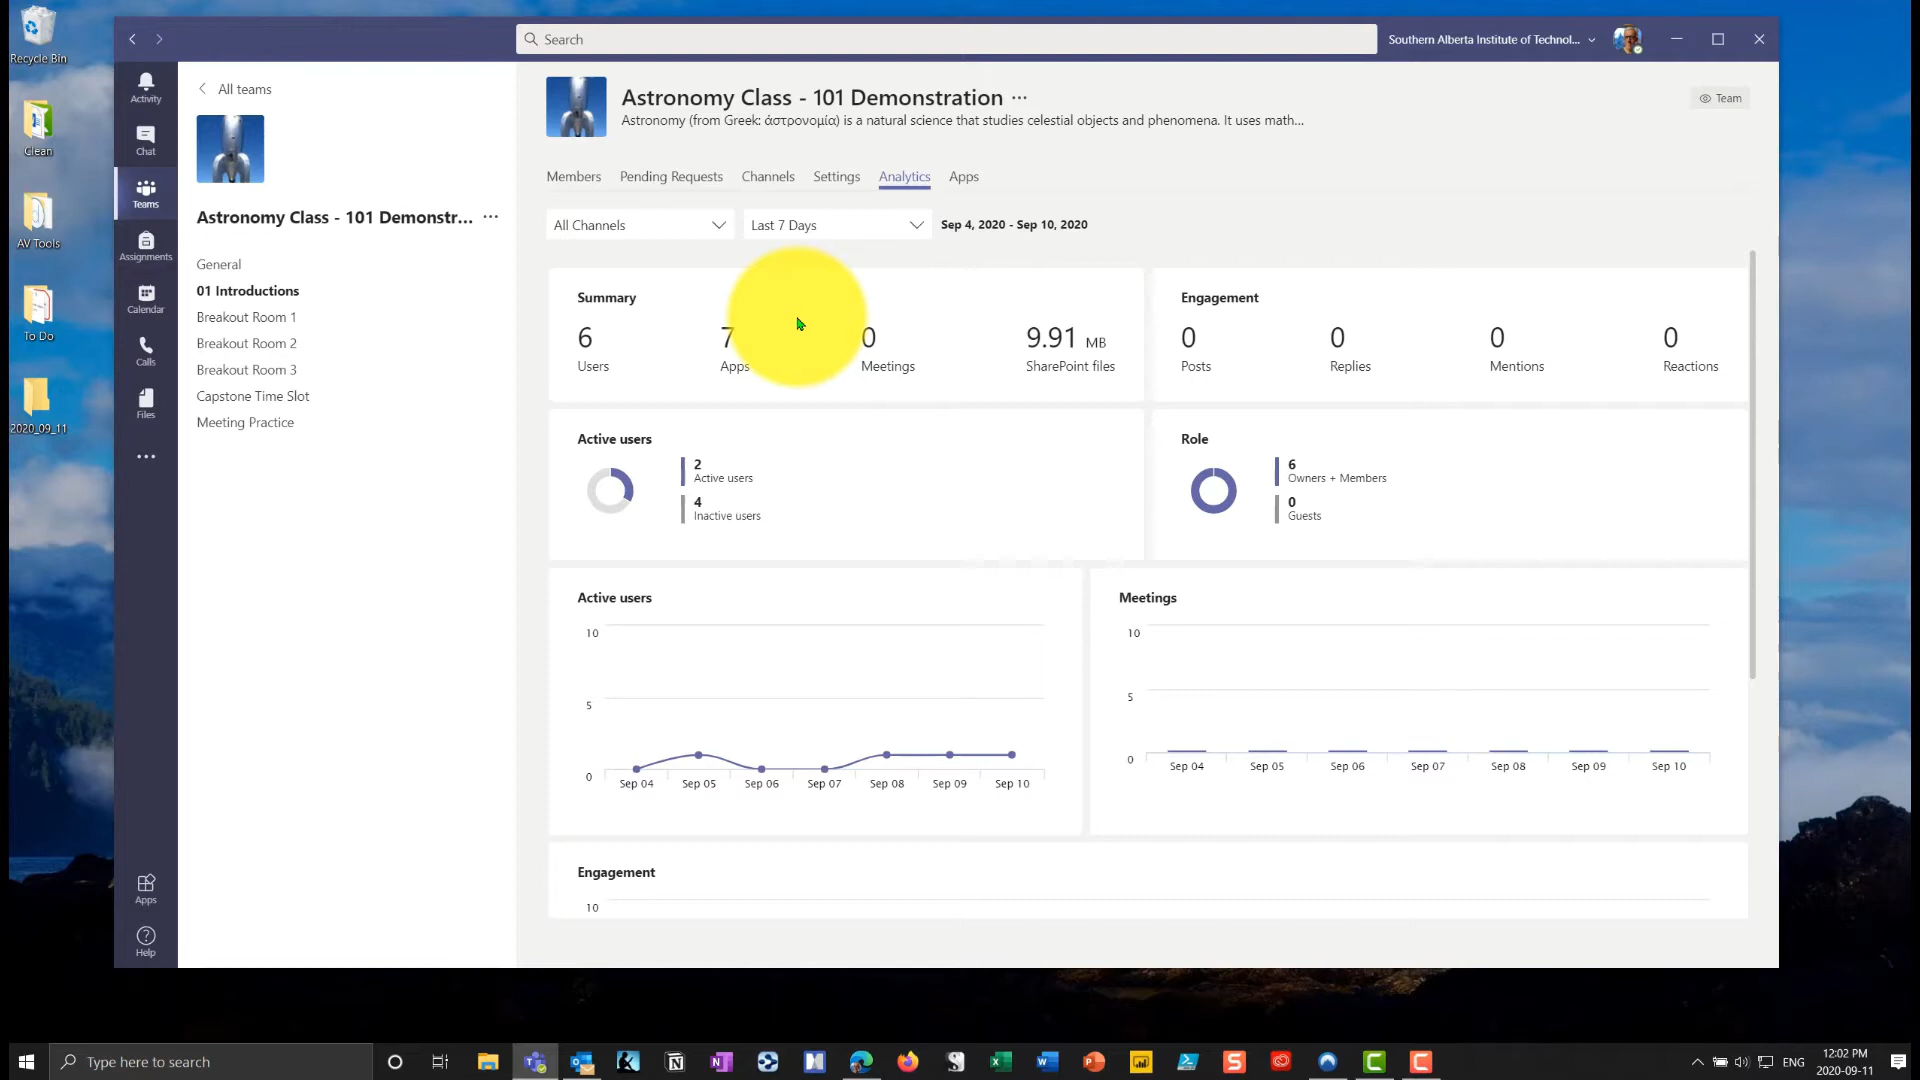 Recycle Bin
Clean
AV Tools
To Do
2020_09_11
Search
Southern Alberta Institute of Technol...
Activity
Chat
Teams
Assignments
Calendar
Calls
Files
Apps
Help
All teams
Astronomy Class - 101 Demonstr... ...
General
01 Introductions
Breakout Room 1
Breakout Room 2
Breakout Room 3
Capstone Time Slot
Meeting Practice
Astronomy Class - 101 Demonstration ...
Team
Astronomy (from Greek: ἀστρονομία) is a natural science that studies celestial objects and phenomena. It uses math...
Members Pending Requests Channels Settings Analytics Apps
All Channels Last 7 Days Sep 4, 2020 - Sep 10, 2020
Summary
6 7 0 9.91 MB
Users Apps Meetings SharePoint files
Engagement
0 0 0 0
Posts Replies Mentions Reactions
Active users
2
Active users
4
Inactive users
Role
6
Owners + Members
0
Guests
Active users
10
5
0
Sep 04 Sep 05 Sep 06 Sep 07 Sep 08 Sep 09 Sep 10
Meetings
10
5
0
Sep 04 Sep 05 Sep 06 Sep 07 Sep 08 Sep 09 Sep 10
Engagement
10
Type here to search
ENG
12:02 PM
2020-09-11